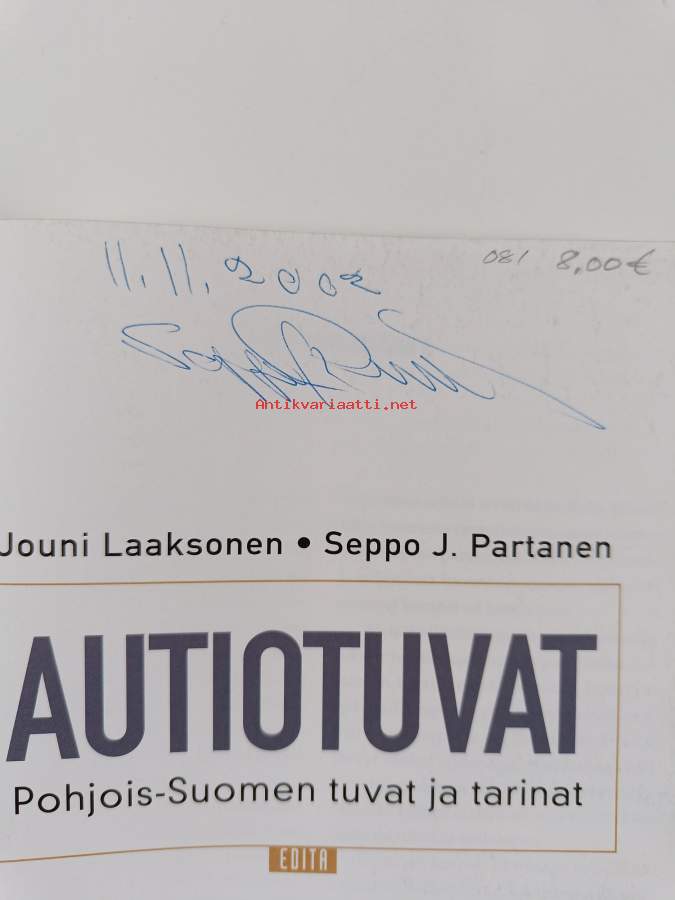 11.11.2002
081 8,00€
Seppo
Antikvariaatti.net
Jouni Laaksonen • Seppo J. Partanen
AUTIOTUVAT
Pohjois-Suomen tuvat ja tarinat
EDITA